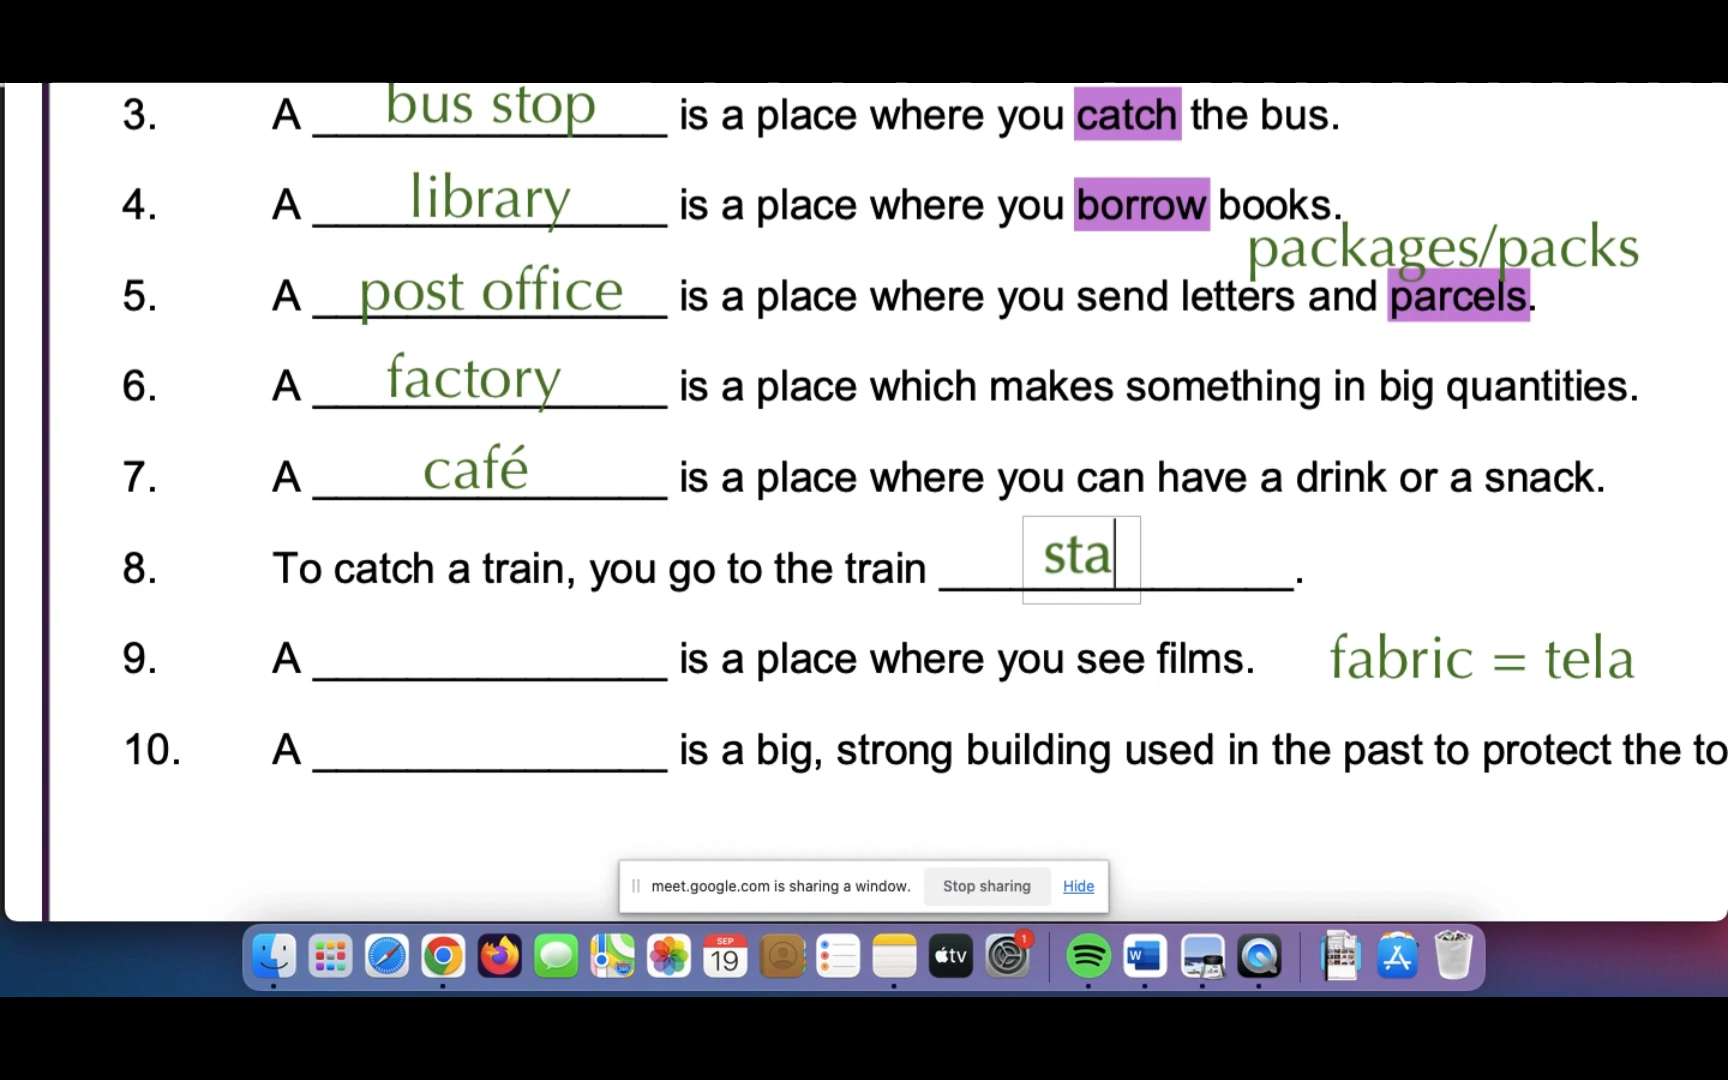 3. A bus stop is a place where you catch the bus.
4. A library is a place where you borrow books.
packages/packs
5. A post office is a place where you send letters and parcels.
6. A factory is a place which makes something in big quantities.
7. A café is a place where you can have a drink or a snack.
8. To catch a train, you go to the train sta.
9. A is a place where you see films. fabric = tela
10. A is a big, strong building used in the past to protect the to
meet.google.com is sharing a window. Stop sharing Hide
SEP
19
tv
1
W